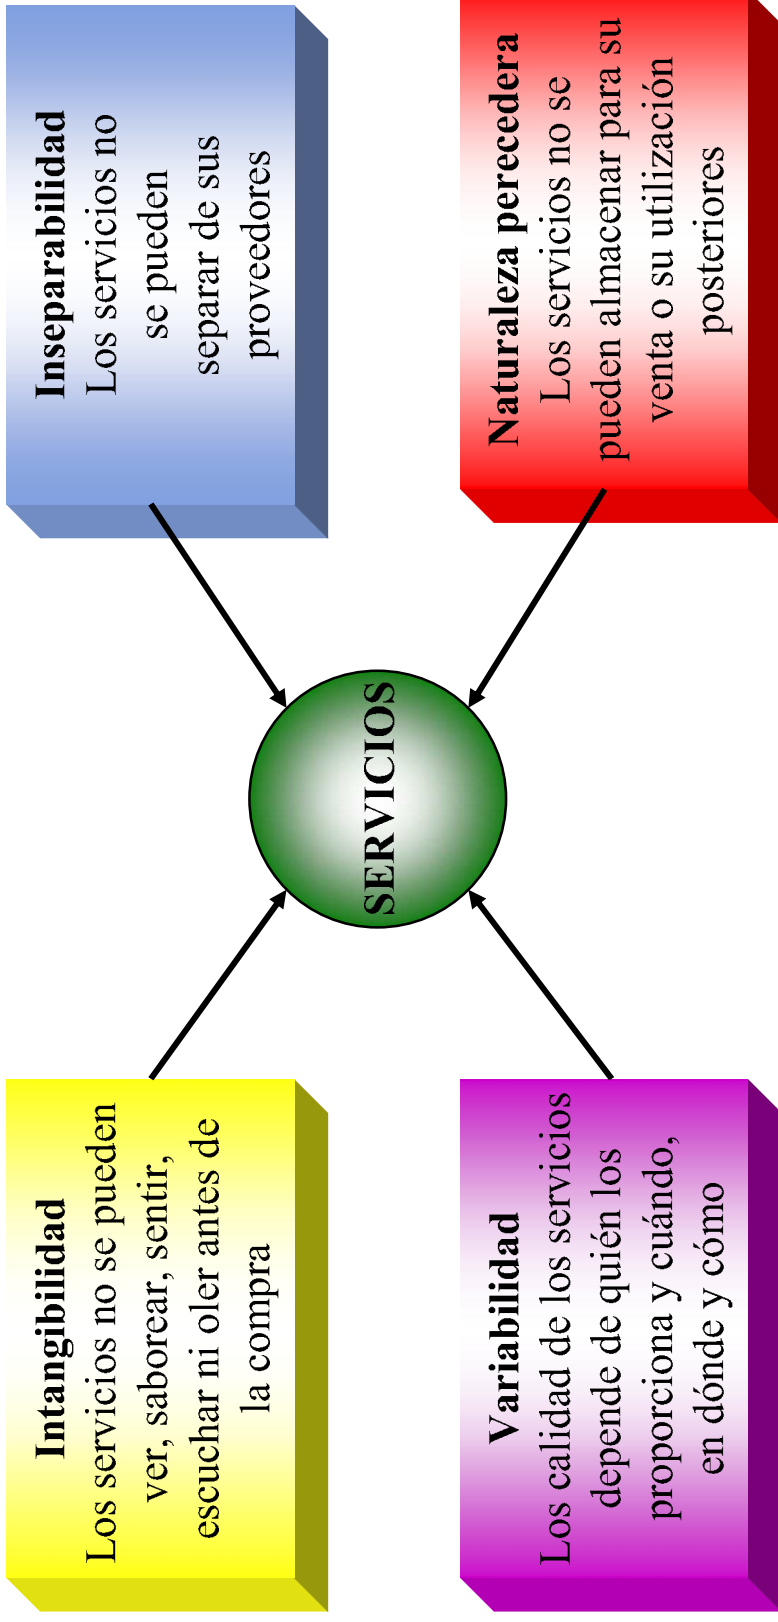 Intangibilidad
Los servicios no se pueden
ver, saborear, sentir,
escuchar ni oler antes de
la compra
Inseparabilidad
Los servicios no
se pueden
separar de sus
proveedores
SERVICIOS
Variabilidad
Los calidad de los servicios
depende de quién los
proporciona y cuándo,
en dónde y cómo
Naturaleza perecedera
Los servicios no se
pueden almacenar para su
venta o su utilización
posteriores